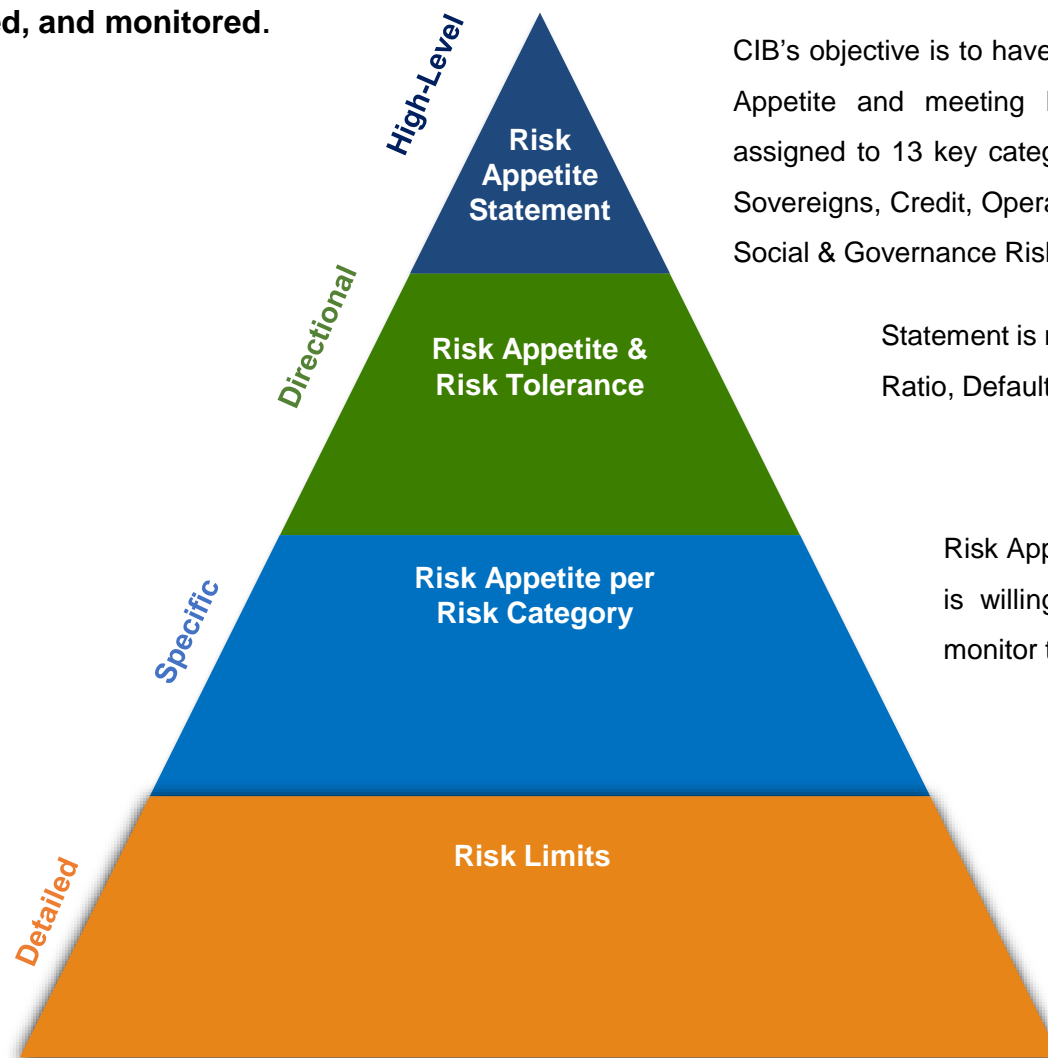 ed, and monitored.
High-Level
Risk
Appetite
Statement
CIB's objective is to have
Appetite and meeting
assigned to 13 key categ
Sovereigns, Credit, Opera
Social & Governance Risk
Directional
Risk Appetite &
Risk Tolerance
Statement is
Ratio, Default
Specific
Risk Appetite per
Risk Category
Risk App
is willing
monitor t
Detailed
Risk Limits